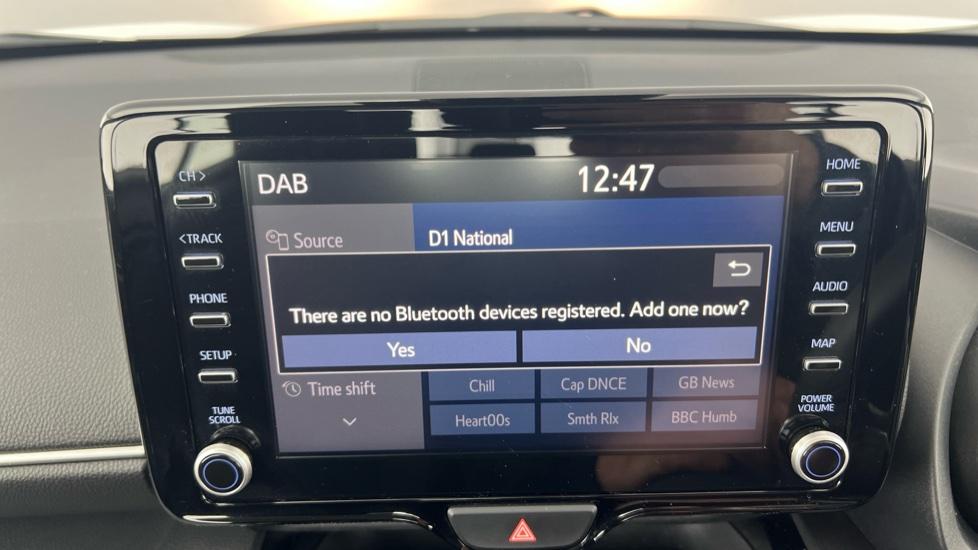 CH >
< TRACK
PHONE
SETUP
TUNE
SCROLL
DAB
12:47
Source
D1 National
There are no Bluetooth devices registered. Add one now?
Yes
No
Time shift
Chill
Cap DNCE
GB News
Heart00s
Smth Rlx
BBC Humb
HOME
MENU
AUDIO
MAP
POWER
VOLUME